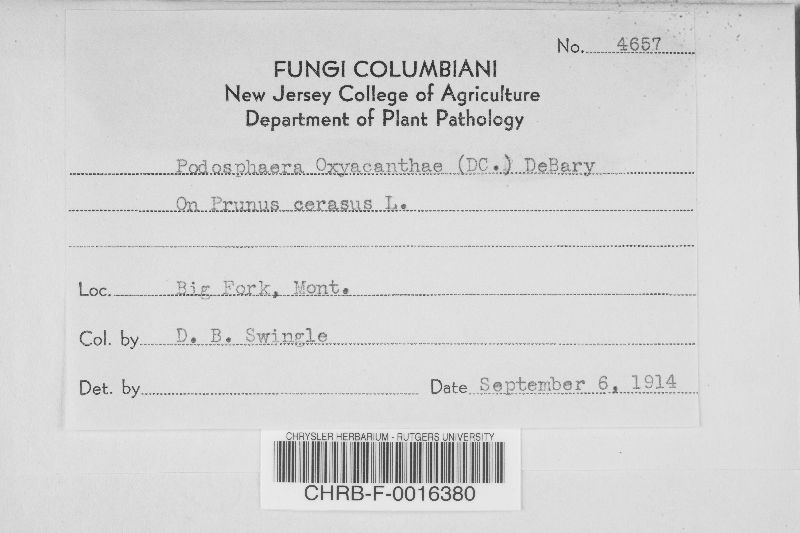 No. 4657
FUNGI COLUMBIANI
New Jersey College of Agriculture
Department of Plant Pathology
Podosphaera Oxyacanthae (DC.) DeBary
On Prunus cerasus L.
Loc. Big Fork, Mont.
Col. by D. B. Swingle
Det. by
Date September 6, 1914
CHRYSLER HERBARIUM - RUTGERS UNIVERSITY
CHRB-F-0016380